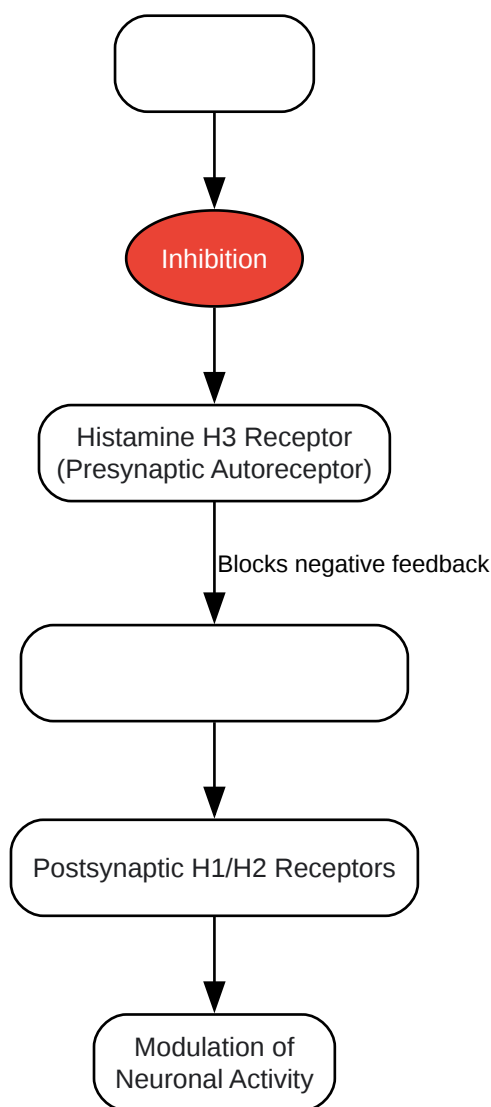 Inhibition
Histamine H3 Receptor
(Presynaptic Autoreceptor)
Blocks negative feedback
Postsynaptic H1/H2 Receptors
Modulation of
Neuronal Activity